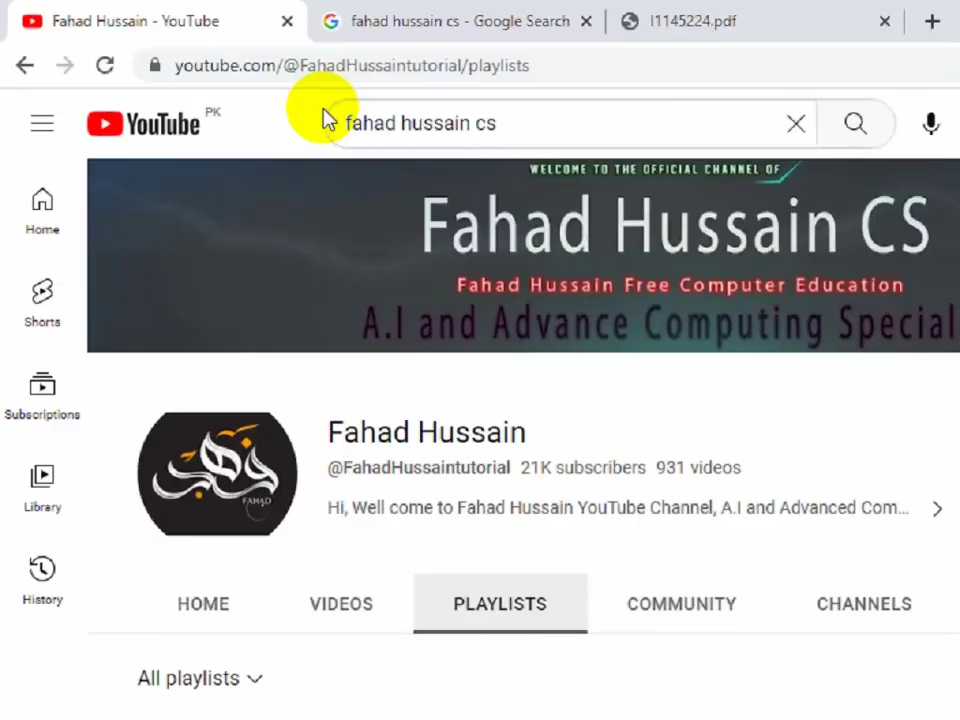 Fahad Hussain - YouTube
fahad hussain cs - Google Search
l1145224.pdf
youtube.com/@FahadHussaintutorial/playlists
YouTube PK
fahad hussain cs
WELCOME TO THE OFFICIAL CHANNEL OF
Fahad Hussain CS
Fahad Hussain Free Computer Education
A.I and Advance Computing Special
Home
Shorts
Subscriptions
Library
History
FAHAD
Fahad Hussain
@FahadHussaintutorial 21K subscribers 931 videos
Hi, Well come to Fahad Hussain YouTube Channel, A.I and Advanced Com...
HOME
VIDEOS
PLAYLISTS
COMMUNITY
CHANNELS
All playlists